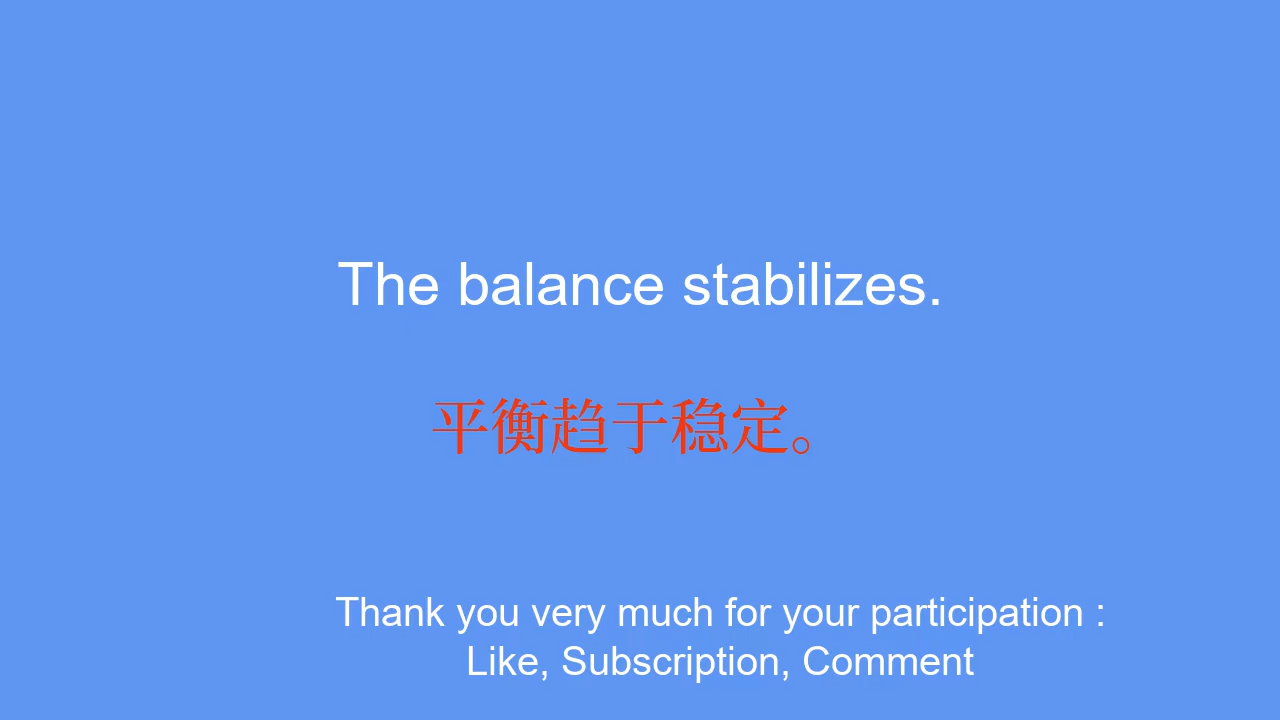 The balance stabilizes.
平衡趋于稳定。
Thank you very much for your participation :
Like, Subscription, Comment